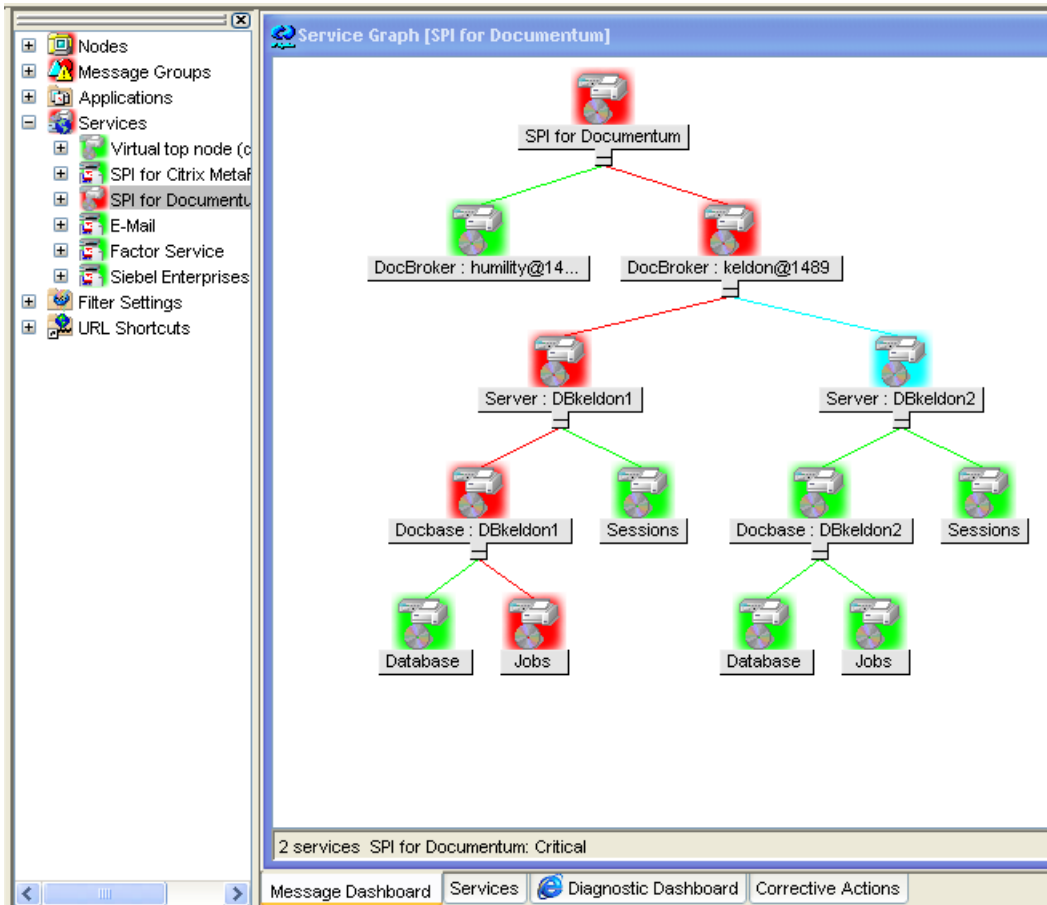 Nodes
Message Groups
Applications
Services
Virtual top node (c
SPI for Citrix Metaf
SPI for Documentu
E-Mail
Factor Service
Siebel Enterprises
Filter Settings
URL Shortcuts
Service Graph [SPI for Documentum]
SPI for Documentum
DocBroker : humility@14... DocBroker : keldon@1489
Server : DBkeldon1 Server : DBkeldon2
Docbase : DBkeldon1 Sessions Docbase : DBkeldon2 Sessions
Database Jobs Database Jobs
2 services SPI for Documentum: Critical
Message Dashboard Services Diagnostic Dashboard Corrective Actions